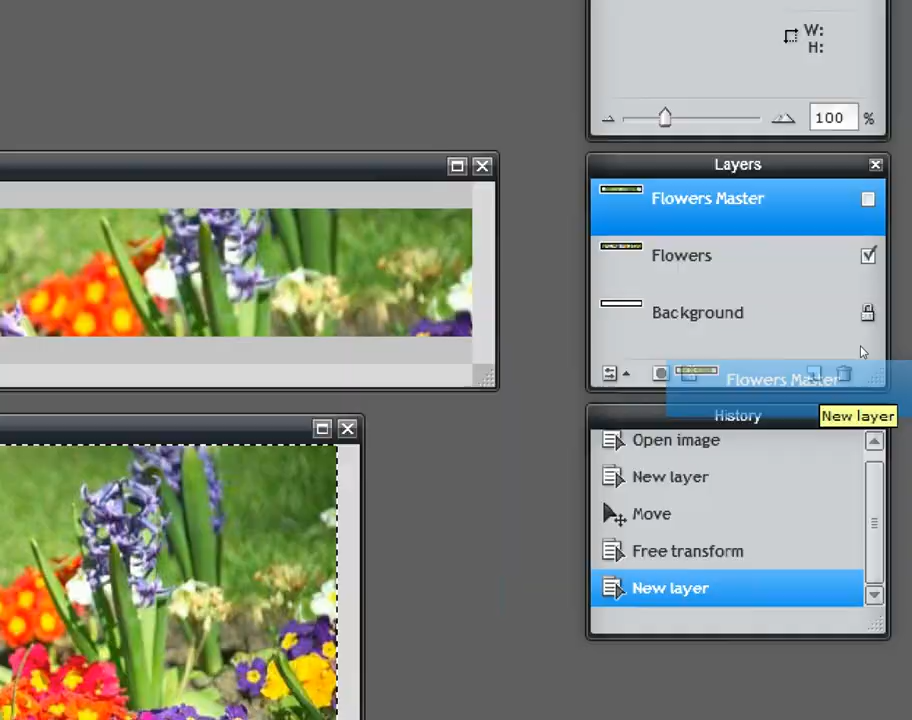 W:
H:
100 %
Layers
Flowers Master
Flowers
Background
Flowers Master
New layer
History
Open image
New layer
Move
Free transform
New layer